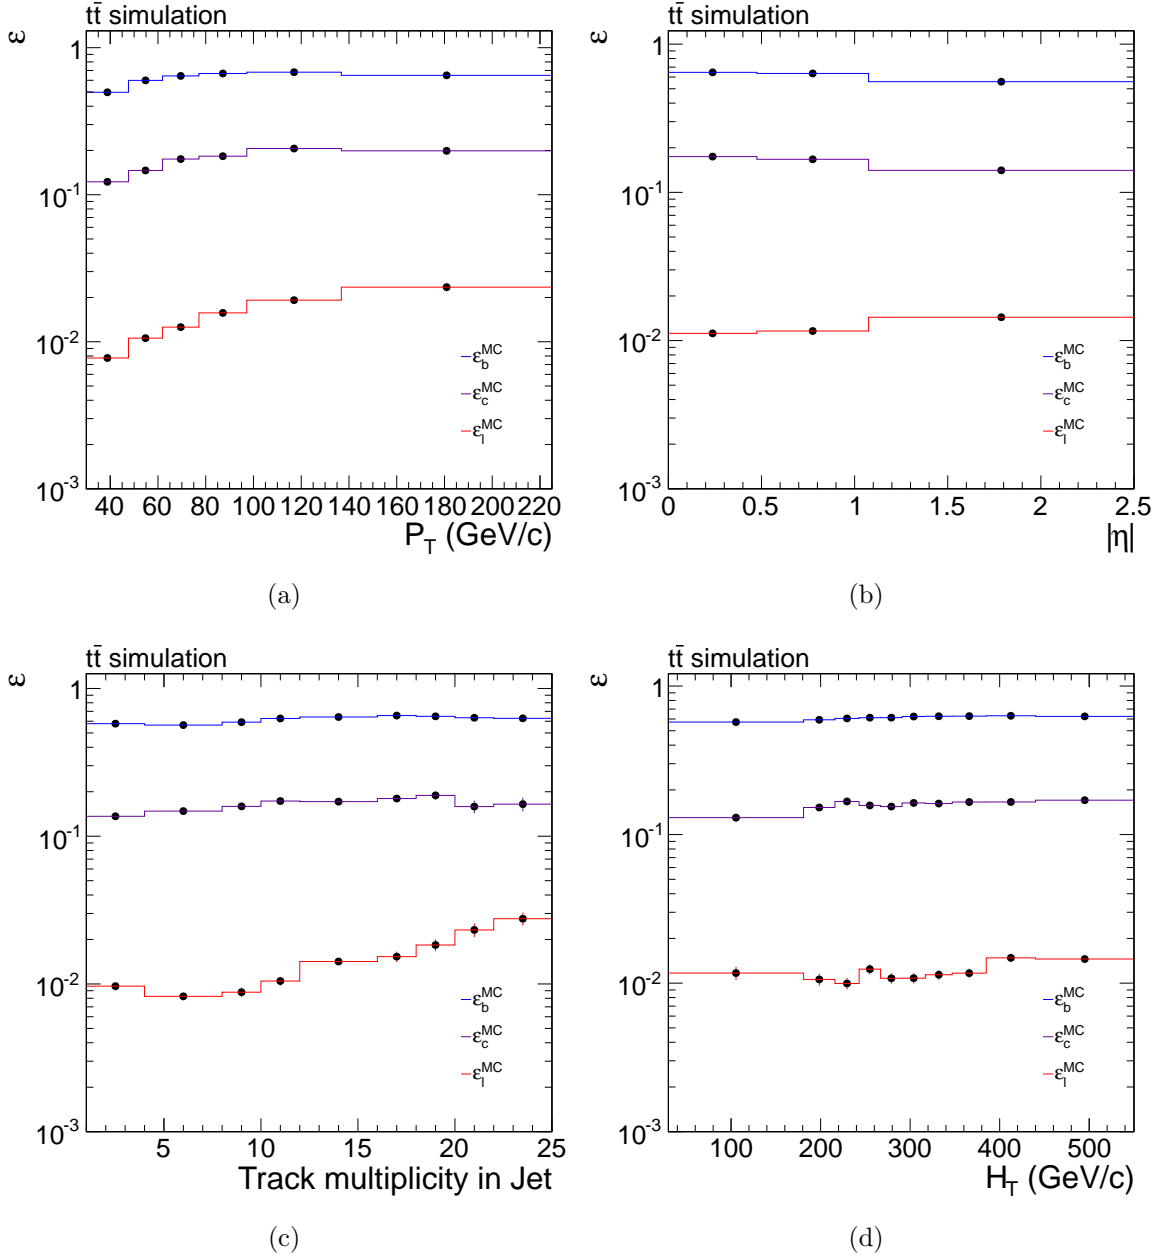 tt̄ simulation
ε
1
10⁻¹
10⁻²
10⁻³
ε_b^MC
ε_c^MC
ε_l^MC
40 60 80 100 120 140 160 180 200 220
P_T (GeV/c)
(a)
tt̄ simulation
ε
1
10⁻¹
10⁻²
10⁻³
ε_b^MC
ε_c^MC
ε_l^MC
0 0.5 1 1.5 2 2.5
|η|
(b)
tt̄ simulation
ε
1
10⁻¹
10⁻²
10⁻³
ε_b^MC
ε_c^MC
ε_l^MC
5 10 15 20 25
Track multiplicity in Jet
(c)
tt̄ simulation
ε
1
10⁻¹
10⁻²
10⁻³
ε_b^MC
ε_c^MC
ε_l^MC
100 200 300 400 500
H_T (GeV/c)
(d)